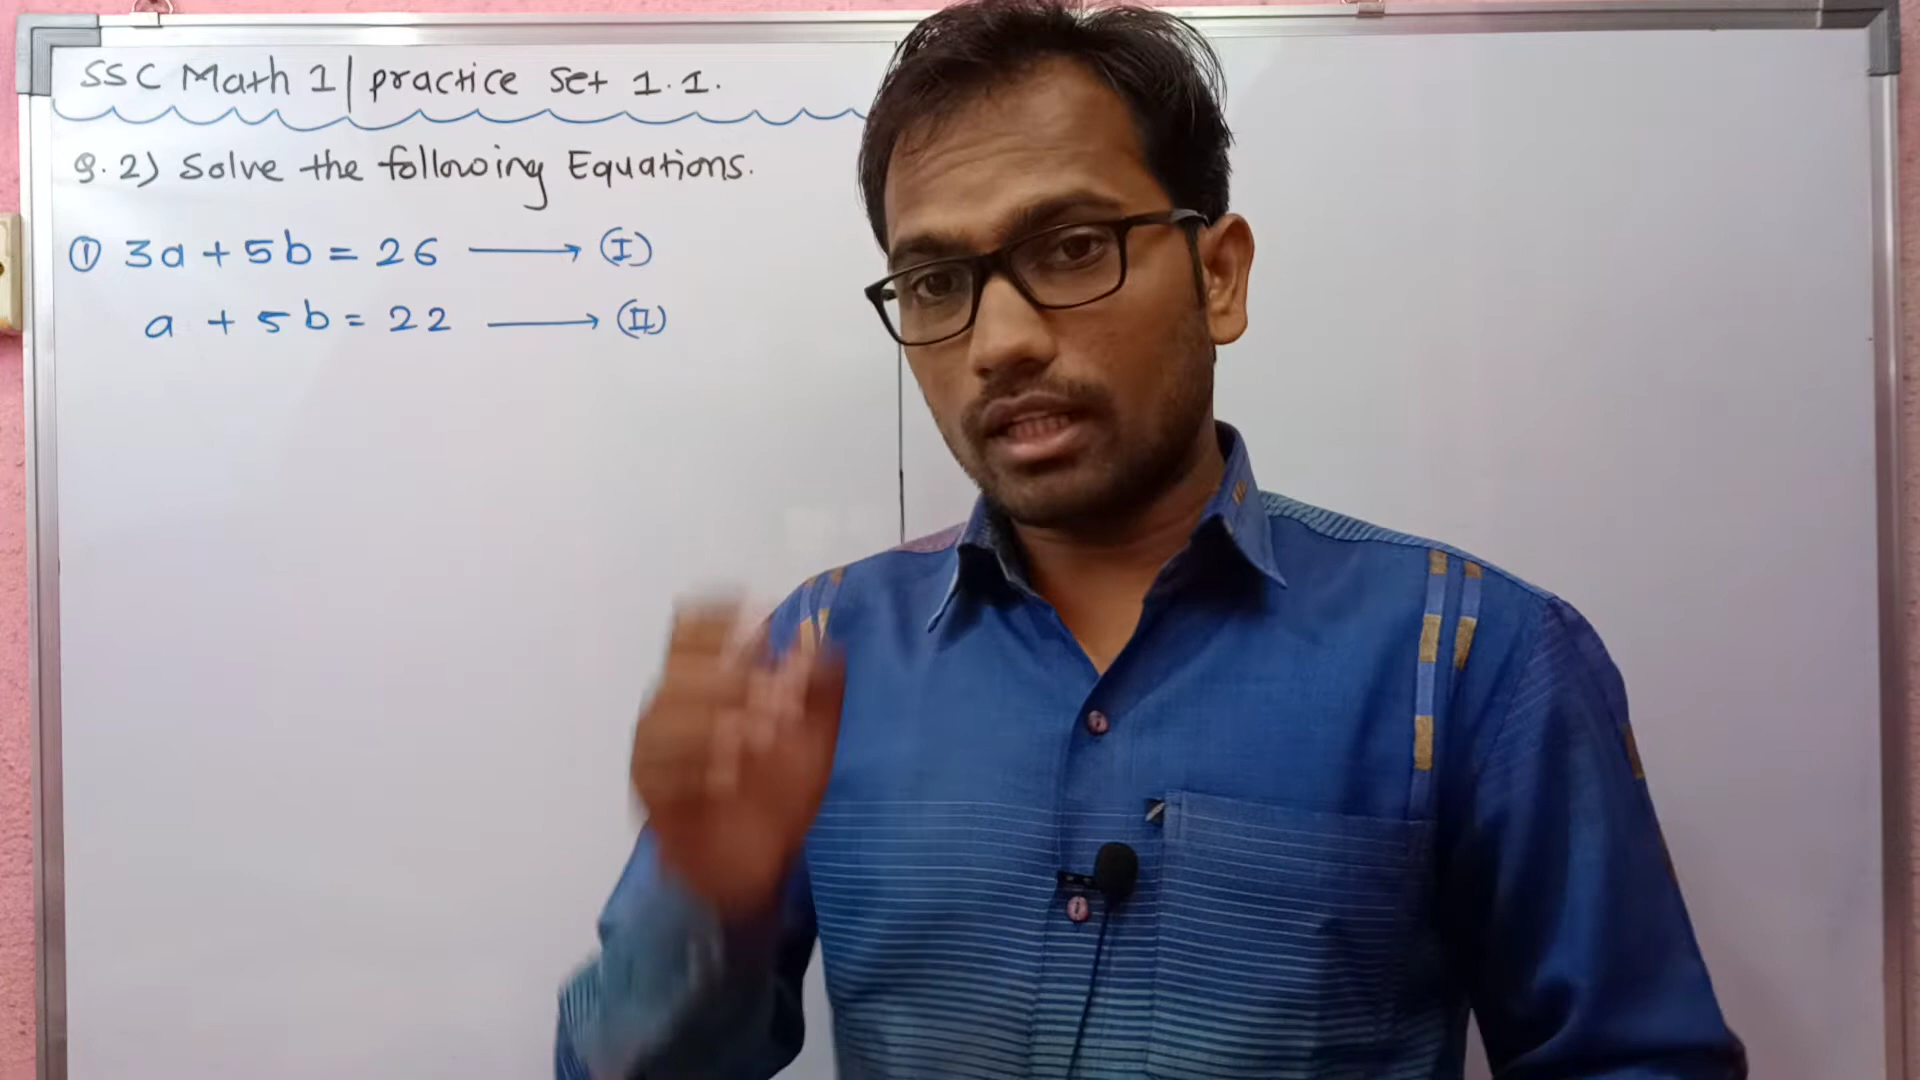 SSC Math 1 | practice Set 1.1.
Q.2) Solve the following Equations.
① 3a + 5b = 26 ⟶ (I)
a + 5b = 22 ⟶ (II)